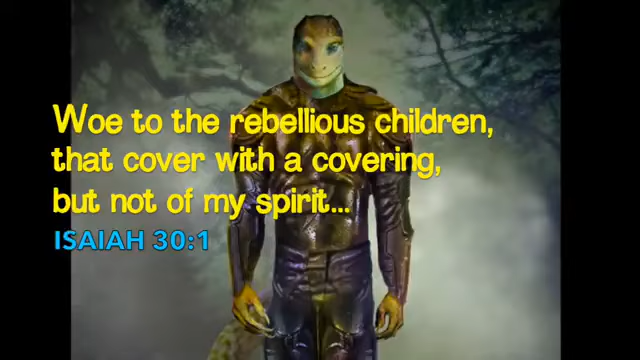 Woe to the rebellious children,
that cover with a covering,
but not of my spirit...
ISAIAH 30:1